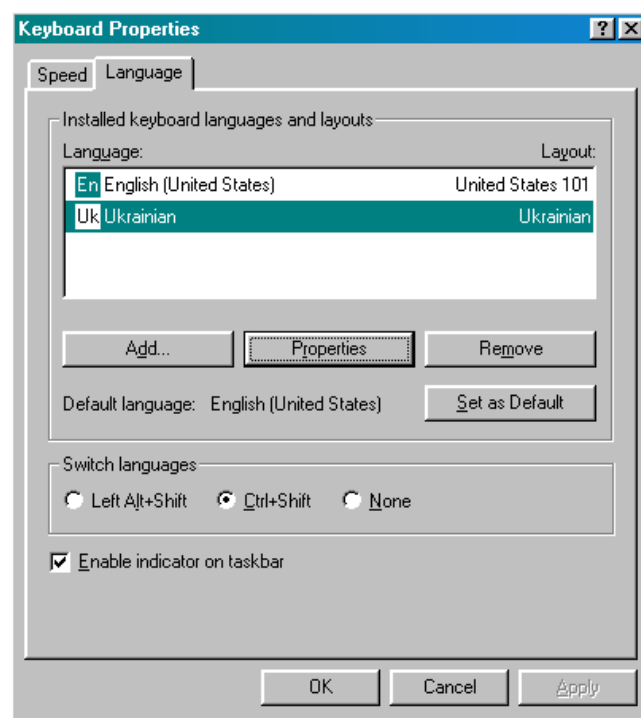 Keyboard Properties
Speed Language
Installed keyboard languages and layouts
Language: Layout:
En English (United States) United States 101
Uk Ukrainian Ukrainian
Add... Properties Remove
Default language: English (United States) Set as Default
Switch languages
Left Alt+Shift Ctrl+Shift None
Enable indicator on taskbar
OK Cancel Apply